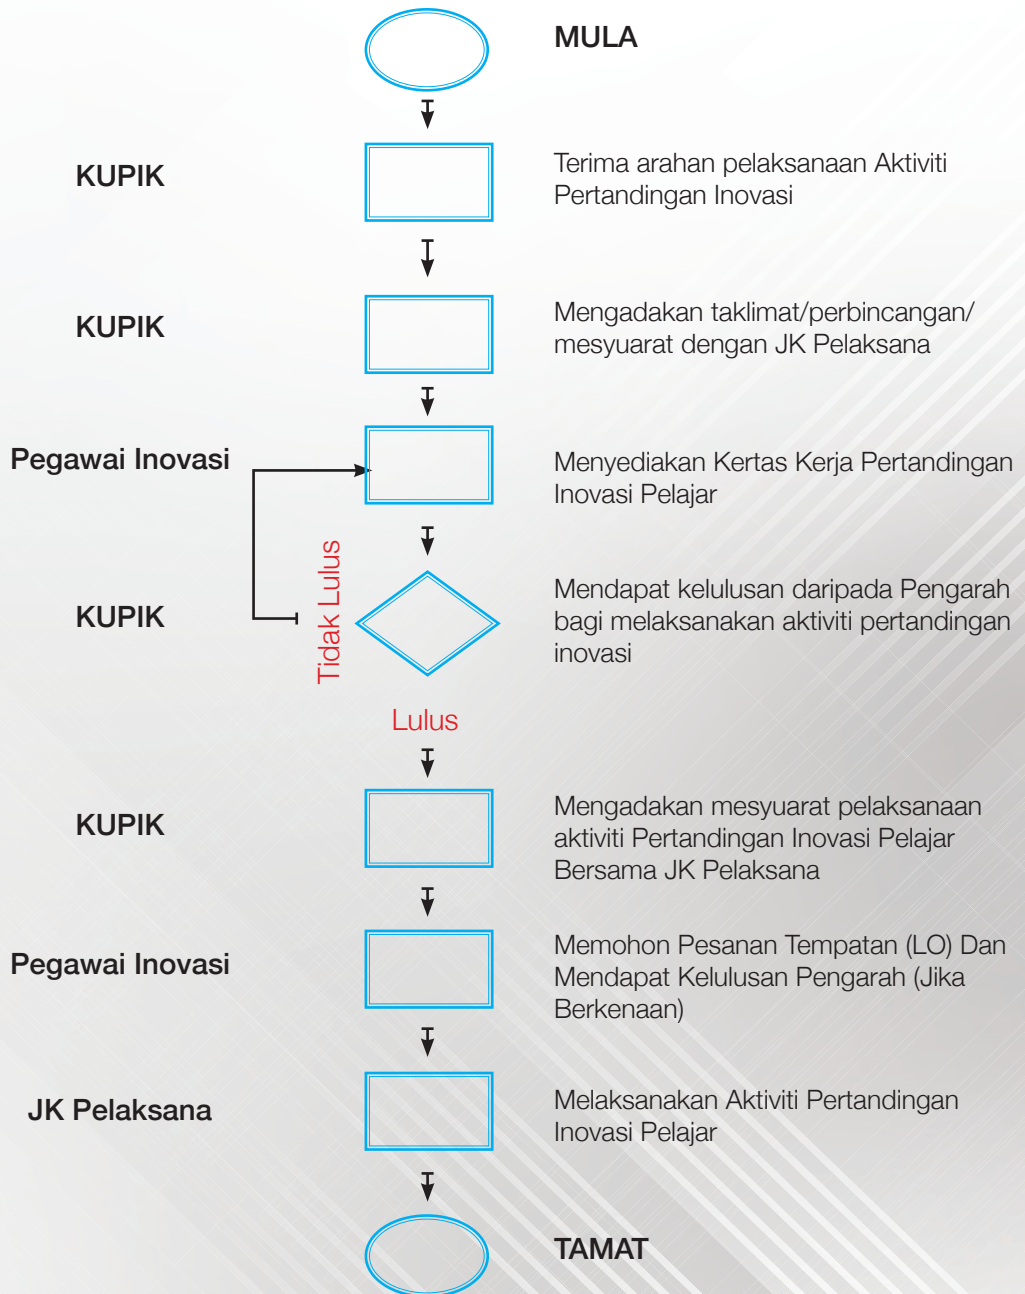 MULA
KUPIK
Terima arahan pelaksanaan Aktiviti
Pertandingan Inovasi
KUPIK
Mengadakan taklimat/perbincangan/
mesyuarat dengan JK Pelaksana
Pegawai Inovasi
Menyediakan Kertas Kerja Pertandingan
Inovasi Pelajar
KUPIK
Tidak Lulus
Mendapat kelulusan daripada Pengarah
bagi melaksanakan aktiviti pertandingan
inovasi
Lulus
KUPIK
Mengadakan mesyuarat pelaksanaan
aktiviti Pertandingan Inovasi Pelajar
Bersama JK Pelaksana
Pegawai Inovasi
Memohon Pesanan Tempatan (LO) Dan
Mendapat Kelulusan Pengarah (Jika
Berkenaan)
JK Pelaksana
Melaksanakan Aktiviti Pertandingan
Inovasi Pelajar
TAMAT